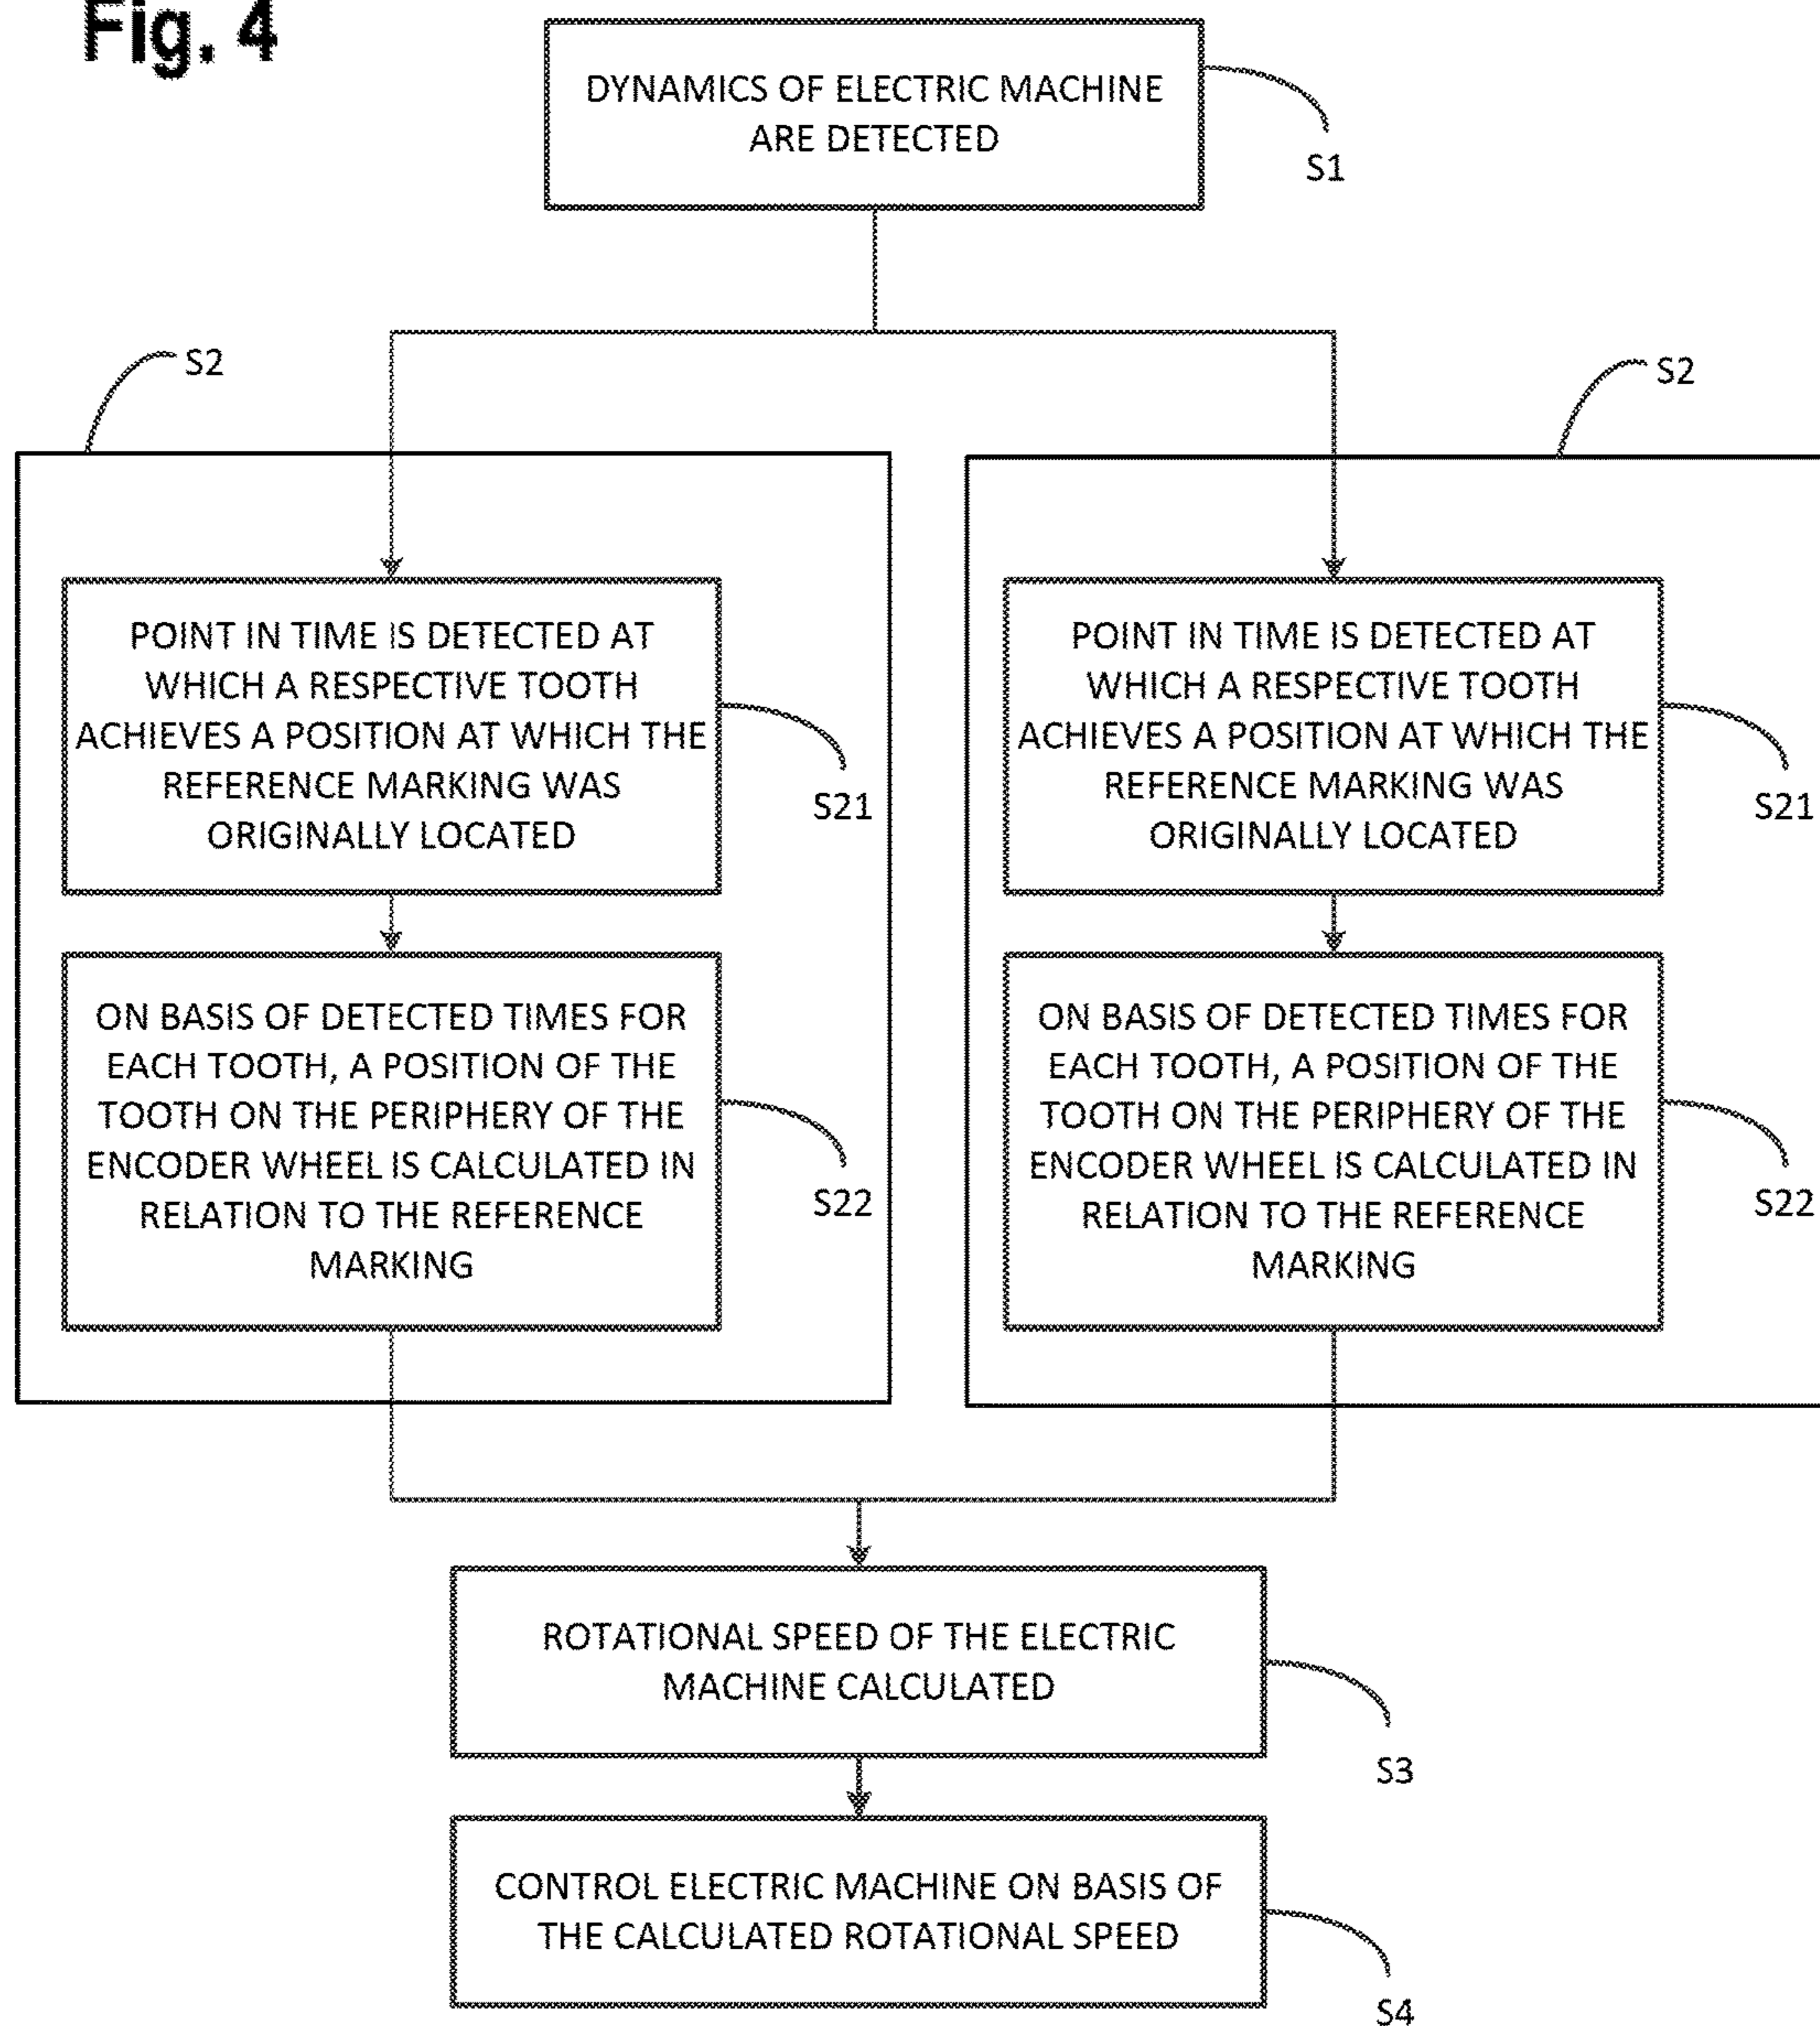 Fig. 4
DYNAMICS OF ELECTRIC MACHINE
ARE DETECTED
S1
S2
S2
POINT IN TIME IS DETECTED AT
WHICH A RESPECTIVE TOOTH
ACHIEVES A POSITION AT WHICH THE
REFERENCE MARKING WAS
ORIGINALLY LOCATED
S21
POINT IN TIME IS DETECTED AT
WHICH A RESPECTIVE TOOTH
ACHIEVES A POSITION AT WHICH THE
REFERENCE MARKING WAS
ORIGINALLY LOCATED
S21
ON BASIS OF DETECTED TIMES FOR
EACH TOOTH, A POSITION OF THE
TOOTH ON THE PERIPHERY OF THE
ENCODER WHEEL IS CALCULATED IN
RELATION TO THE REFERENCE
MARKING
S22
ON BASIS OF DETECTED TIMES FOR
EACH TOOTH, A POSITION OF THE
TOOTH ON THE PERIPHERY OF THE
ENCODER WHEEL IS CALCULATED IN
RELATION TO THE REFERENCE
MARKING
S22
ROTATIONAL SPEED OF THE ELECTRIC
MACHINE CALCULATED
S3
CONTROL ELECTRIC MACHINE ON BASIS OF
THE CALCULATED ROTATIONAL SPEED
S4